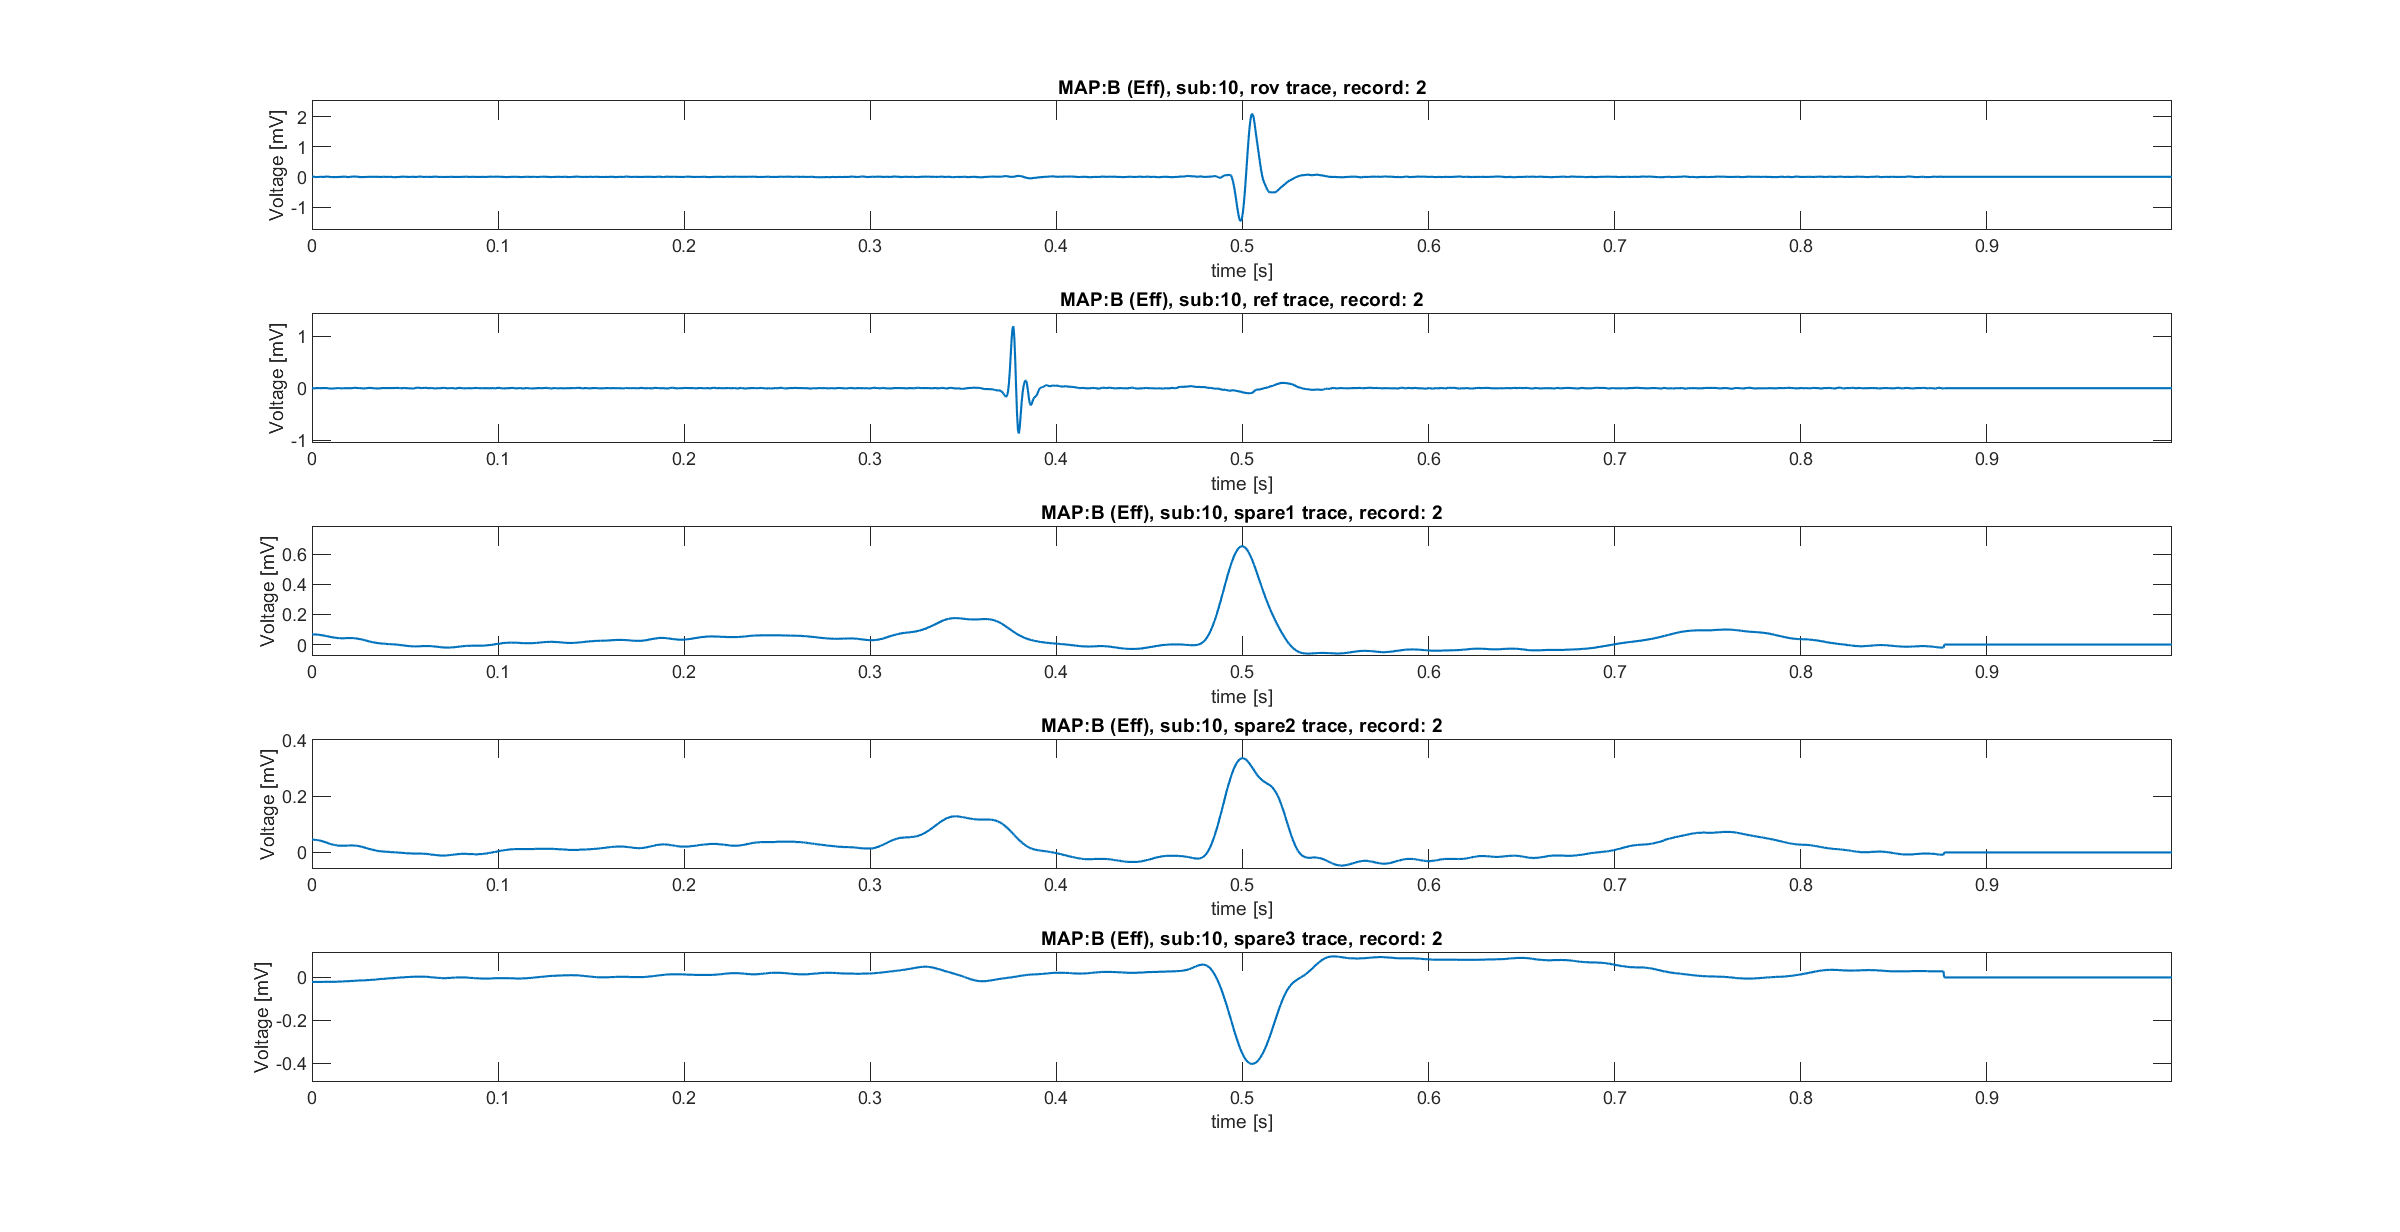 MAP:B (Eff), sub:10, rov trace, record: 2
Voltage [mV]
2
1
0
-1
0 0.1 0.2 0.3 0.4 0.5 0.6 0.7 0.8 0.9
time [s]
MAP:B (Eff), sub:10, ref trace, record: 2
Voltage [mV]
1
0
-1
0 0.1 0.2 0.3 0.4 0.5 0.6 0.7 0.8 0.9
time [s]
MAP:B (Eff), sub:10, spare1 trace, record: 2
Voltage [mV]
0.6
0.4
0.2
0
0 0.1 0.2 0.3 0.4 0.5 0.6 0.7 0.8 0.9
time [s]
MAP:B (Eff), sub:10, spare2 trace, record: 2
Voltage [mV]
0.4
0.2
0
0 0.1 0.2 0.3 0.4 0.5 0.6 0.7 0.8 0.9
time [s]
MAP:B (Eff), sub:10, spare3 trace, record: 2
Voltage [mV]
0
-0.2
-0.4
0 0.1 0.2 0.3 0.4 0.5 0.6 0.7 0.8 0.9
time [s]